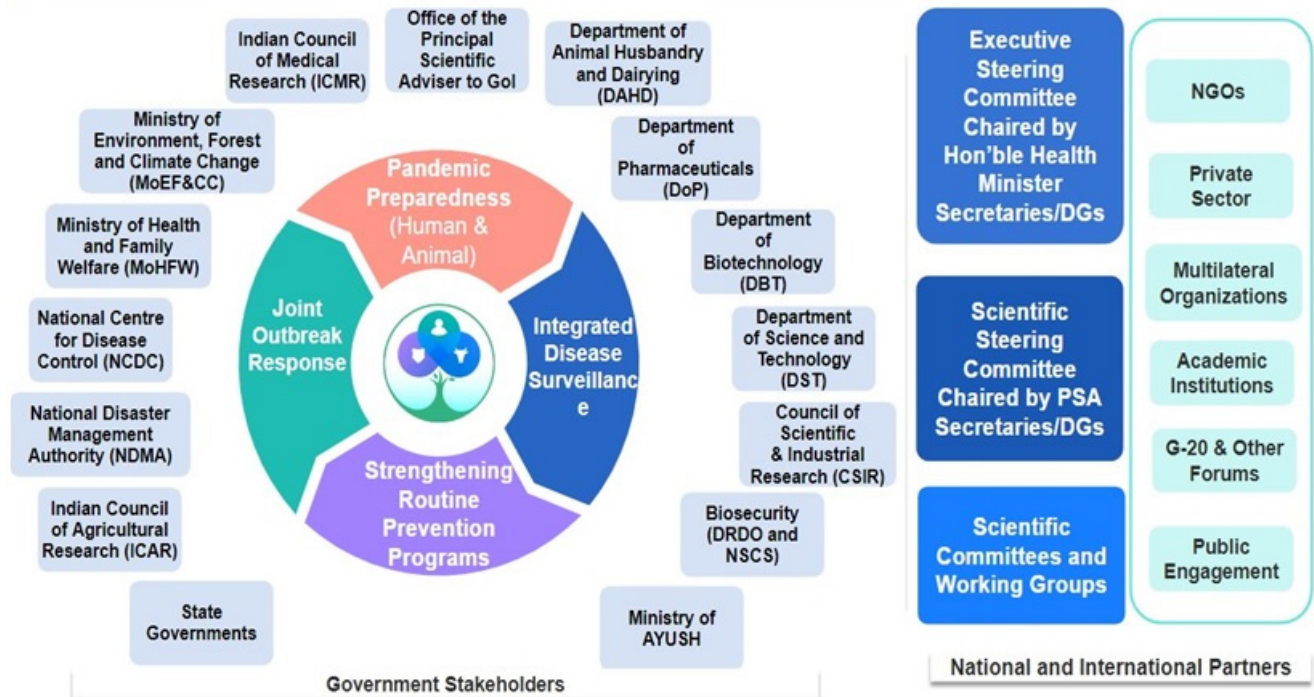 Indian Council
of Medical
Research (ICMR)
Office of the
Principal
Scientific
Adviser to GoI
Department of
Animal Husbandry
and Dairying
(DAHD)
Ministry of
Environment, Forest
and Climate Change
(MoEF&CC)
Department
of
Pharmaceuticals
(DoP)
Ministry of Health
and Family
Welfare (MoHFW)
Department
of
Biotechnology
(DBT)
National Centre
for Disease
Control (NCDC)
Department
of Science and
Technology
(DST)
National Disaster
Management
Authority (NDMA)
Council of
Scientific
& Industrial
Research (CSIR)
Indian Council
of Agricultural
Research (ICAR)
Biosecurity
(DRDO and
NSCS)
State
Governments
Ministry of
AYUSH
Pandemic
Preparedness
(Human &
Animal)
Joint
Outbreak
Response
Integrated
Disease
Surveillanc
e
Strengthening
Routine
Prevention
Programs
Government Stakeholders
Executive
Steering
Committee
Chaired by
Hon'ble Health
Minister
Secretaries/DGs
Scientific
Steering
Committee
Chaired by PSA
Secretaries/DGs
Scientific
Committees and
Working Groups
NGOs
Private
Sector
Multilateral
Organizations
Academic
Institutions
G-20 & Other
Forums
Public
Engagement
National and International Partners